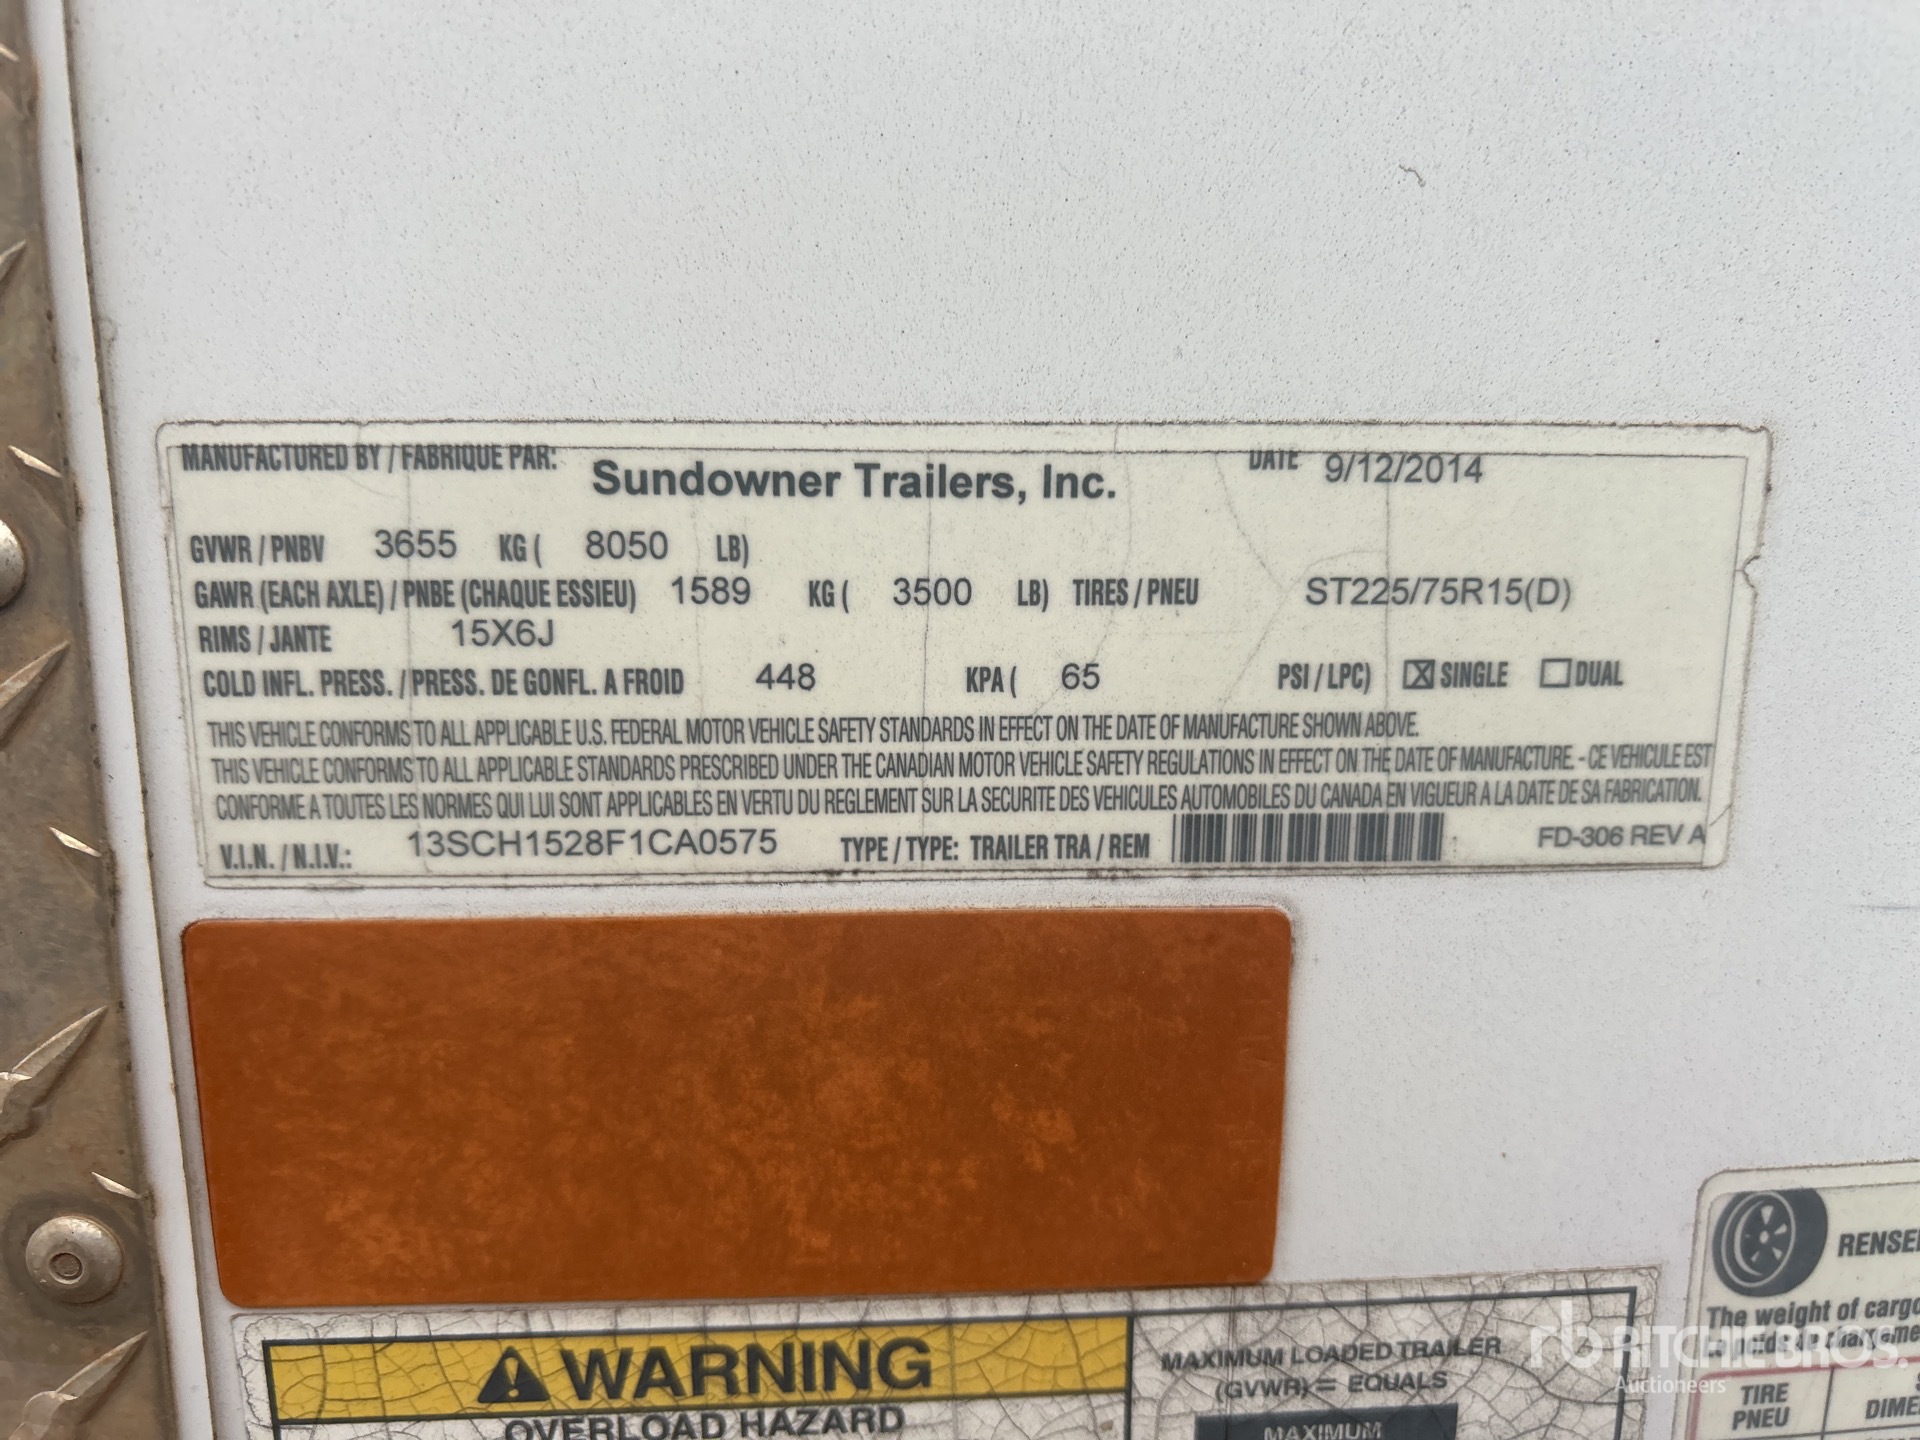 MANUFACTURED BY / FABRIQUE PAR: Sundowner Trailers, Inc. DATE 9/12/2014
GVWR / PNBV 3655 KG ( 8050 LB)
GAWR (EACH AXLE) / PNBE (CHAQUE ESSIEU) 1589 KG ( 3500 LB) TIRES / PNEU ST225/75R15(D)
RIMS / JANTE 15X6J
COLD INFL. PRESS. / PRESS. DE GONFL. A FROID 448 KPA ( 65 PSI / LPC) ☒ SINGLE ☐ DUAL
THIS VEHICLE CONFORMS TO ALL APPLICABLE U.S. FEDERAL MOTOR VEHICLE SAFETY STANDARDS IN EFFECT ON THE DATE OF MANUFACTURE SHOWN ABOVE.
THIS VEHICLE CONFORMS TO ALL APPLICABLE STANDARDS PRESCRIBED UNDER THE CANADIAN MOTOR VEHICLE SAFETY REGULATIONS IN EFFECT ON THE DATE OF MANUFACTURE. - CE VEHICULE EST
CONFORME A TOUTES LES NORMES QUI LUI SONT APPLICABLES EN VERTU DU REGLEMENT SUR LA SECURITE DES VEHICULES AUTOMOBILES DU CANADA EN VIGUEUR A LA DATE DE SA FABRICATION.
V.I.N. / N.I.V.: 13SCH1528F1CA0575 TYPE / TYPE: TRAILER TRA / REM FD-306 REV A
WARNING
OVERLOAD HAZARD
MAXIMUM LOADED TRAILER
(GVWR) = EQUALS
MAXIMUM
RENSEI
The weight of cargo
TIRE
PNEU
DIME
rb RITCHIE BROS.
Auctioneers